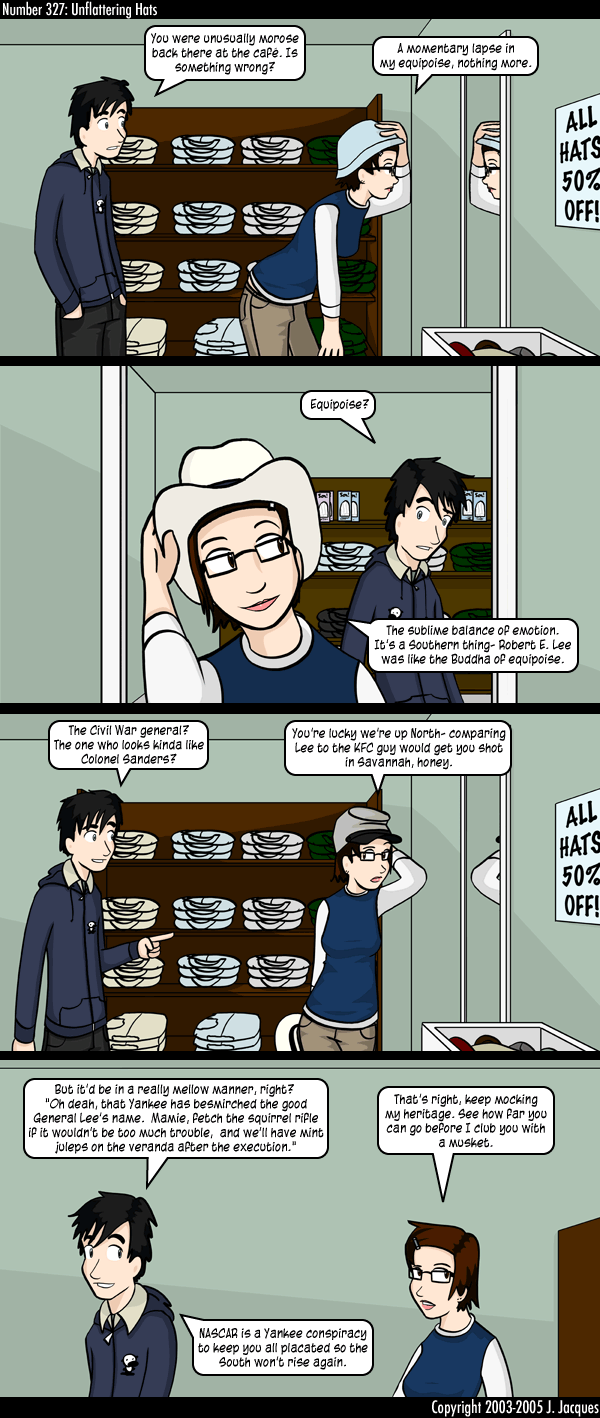 Number 327: Unflattering Hats
You were unusually morose
back there at the café. Is
something wrong?
A momentary lapse in
my equipoise, nothing more.
ALL
HATS
50%
OFF!
Equipoise?
The sublime balance of emotion.
It's a Southern thing- Robert E. Lee
was like the Buddha of equipoise.
The Civil War general?
The one who looks kinda like
Colonel Sanders?
You're lucky we're up North- comparing
Lee to the KFC guy would get you shot
in Savannah, honey.
ALL
HATS
50%
OFF!
But it'd be in a really mellow manner, right?
"Oh deah, that Yankee has besmirched the good
General Lee's name. Mamie, fetch the squirrel rifle
if it wouldn't be too much trouble, and we'll have mint
juleps on the veranda after the execution."
That's right, keep mocking
my heritage. See how far you
can go before I club you with
a musket.
NASCAR is a Yankee conspiracy
to keep you all placated so the
South won't rise again.
Copyright 2003-2005 J. Jacques